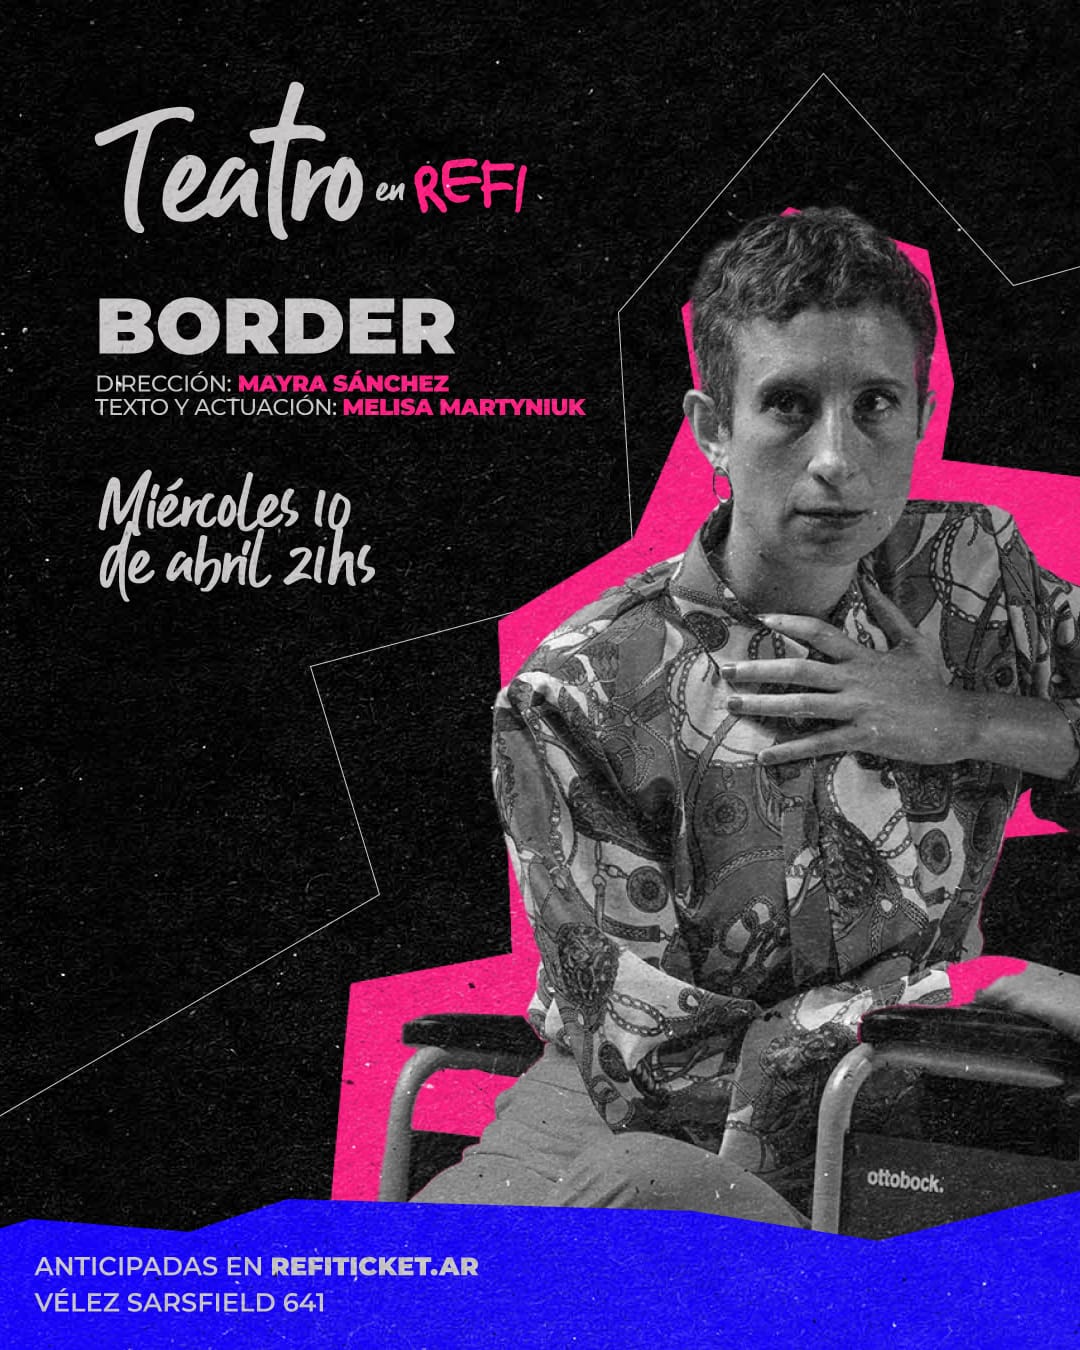 Teatro en REFI
BORDER
DIRECCIÓN: MAYRA SÁNCHEZ
TEXTO Y ACTUACIÓN: MELISA MARTYNIUK
Miércoles 10
de abril 21hs
ottobock.
ANTICIPADAS EN REFITICKET.AR
VÉLEZ SARSFIELD 641